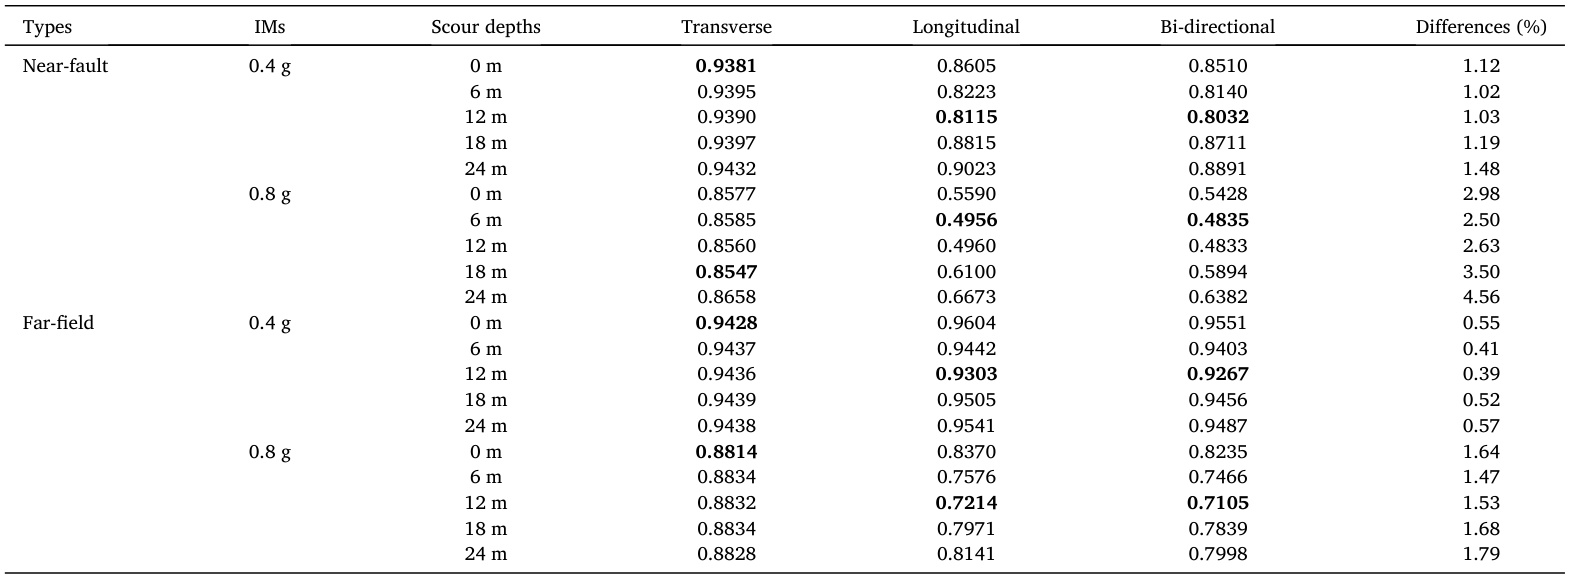 Types IMs Scour depths Transverse Longitudinal Bi-directional Differences (%)
Near-fault 0.4 g 0 m 0.9381 0.8605 0.8510 1.12
6 m 0.9395 0.8223 0.8140 1.02
12 m 0.9390 0.8115 0.8032 1.03
18 m 0.9397 0.8815 0.8711 1.19
24 m 0.9432 0.9023 0.8891 1.48
0.8 g 0 m 0.8577 0.5590 0.5428 2.98
6 m 0.8585 0.4956 0.4835 2.50
12 m 0.8560 0.4960 0.4833 2.63
18 m 0.8547 0.6100 0.5894 3.50
24 m 0.8658 0.6673 0.6382 4.56
Far-field 0.4 g 0 m 0.9428 0.9604 0.9551 0.55
6 m 0.9437 0.9442 0.9403 0.41
12 m 0.9436 0.9303 0.9267 0.39
18 m 0.9439 0.9505 0.9456 0.52
24 m 0.9438 0.9541 0.9487 0.57
0.8 g 0 m 0.8814 0.8370 0.8235 1.64
6 m 0.8834 0.7576 0.7466 1.47
12 m 0.8832 0.7214 0.7105 1.53
18 m 0.8834 0.7971 0.7839 1.68
24 m 0.8828 0.8141 0.7998 1.79